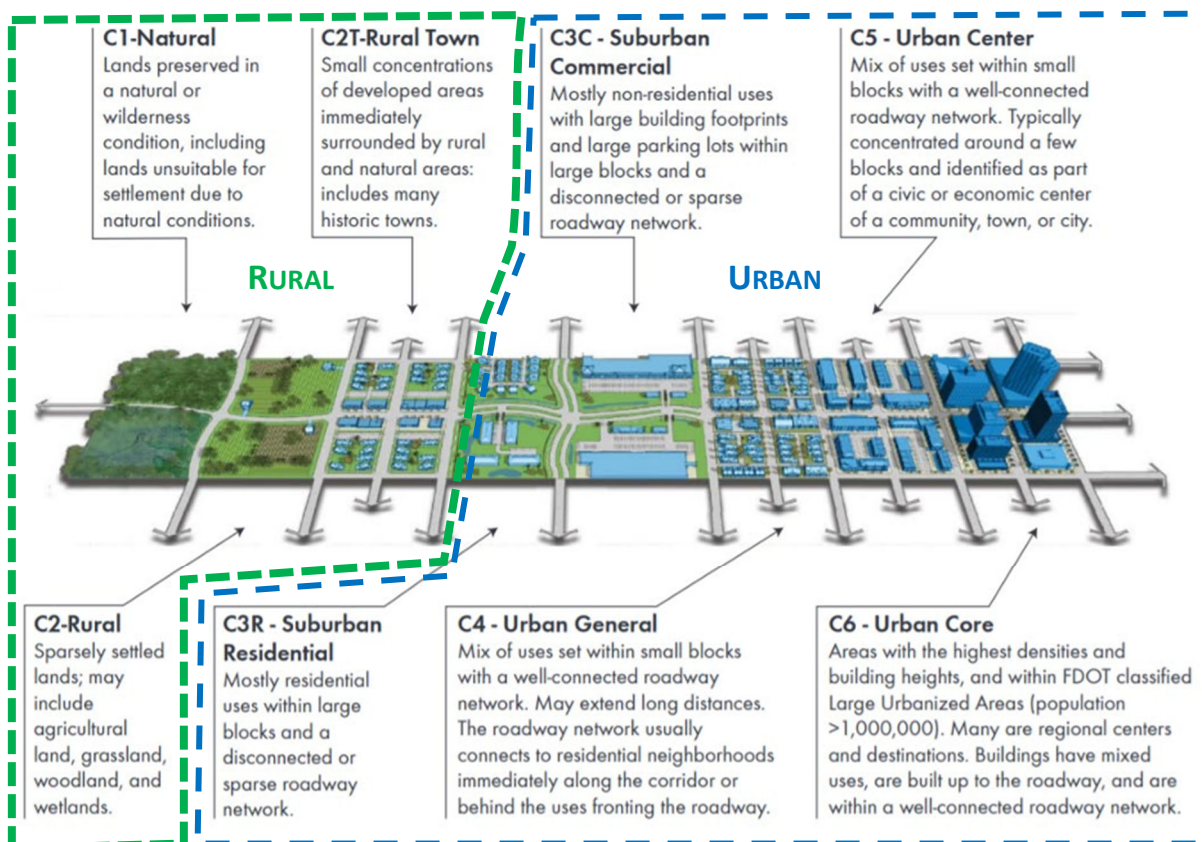 C1-Natural
Lands preserved in
a natural or
wilderness
condition, including
lands unsuitable for
settlement due to
natural conditions.
C2T-Rural Town
Small concentrations
of developed areas
immediately
surrounded by rural
and natural areas:
includes many
historic towns.
C3C - Suburban
Commercial
Mostly non-residential uses
with large building footprints
and large parking lots within
large blocks and a
disconnected or sparse
roadway network.
C5 - Urban Center
Mix of uses set within small
blocks with a well-connected
roadway network. Typically
concentrated around a few
blocks and identified as part
of a civic or economic center
of a community, town, or city.
RURAL
URBAN
C2-Rural
Sparsely settled
lands; may
include
agricultural
land, grassland,
woodland, and
wetlands.
C3R - Suburban
Residential
Mostly residential
uses within large
blocks and a
disconnected or
sparse roadway
network.
C4 - Urban General
Mix of uses set within small blocks
with a well-connected roadway
network. May extend long distances.
The roadway network usually
connects to residential neighborhoods
immediately along the corridor or
behind the uses fronting the roadway.
C6 - Urban Core
Areas with the highest densities and
building heights, and within FDOT classified
Large Urbanized Areas (population
>1,000,000). Many are regional centers
and destinations. Buildings have mixed
uses, are built up to the roadway, and are
within a well-connected roadway network.